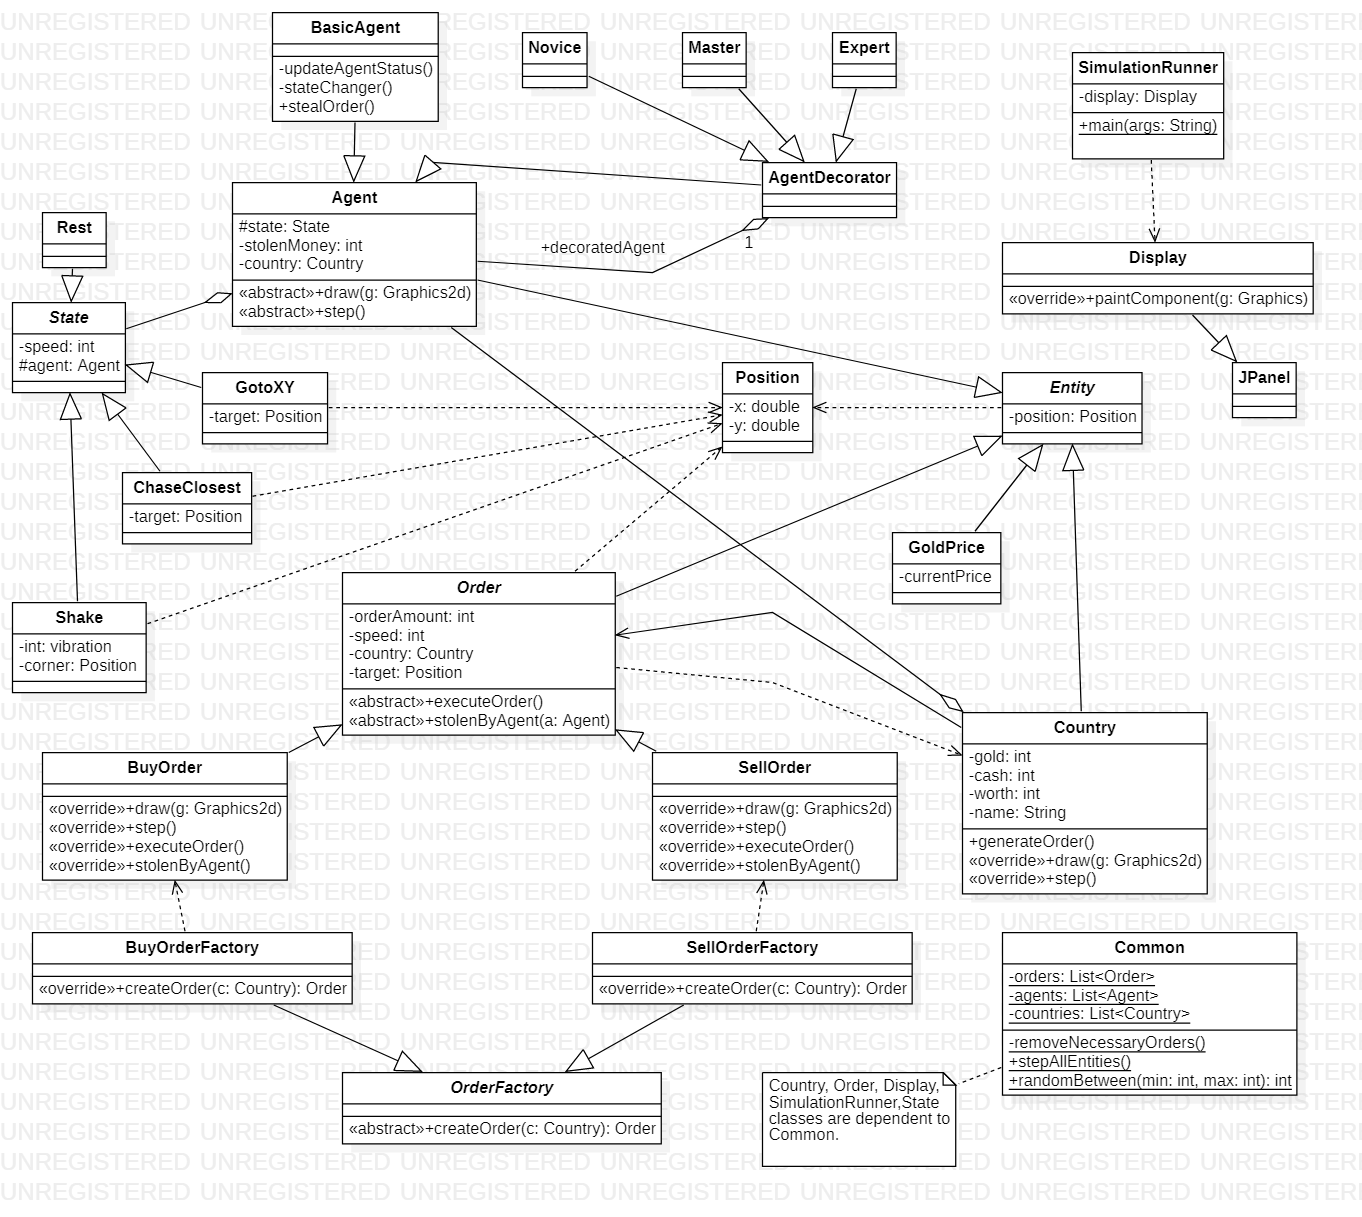 BasicAgent
-updateAgentStatus()
-stateChanger()
+stealOrder()
Novice
Master
Expert
SimulationRunner
-display: Display
+main(args: String)
AgentDecorator
Agent
#state: State
-stolenMoney: int
-country: Country
«abstract»+draw(g: Graphics2d)
«abstract»+step()
+decoratedAgent
1
Rest
Display
«override»+paintComponent(g: Graphics)
State
-speed: int
#agent: Agent
GotoXY
-target: Position
Position
-x: double
-y: double
Entity
-position: Position
JPanel
ChaseClosest
-target: Position
GoldPrice
-currentPrice
Shake
-int: vibration
-corner: Position
Order
-orderAmount: int
-speed: int
-country: Country
-target: Position
«abstract»+executeOrder()
«abstract»+stolenByAgent(a: Agent)
Country
-gold: int
-cash: int
-worth: int
-name: String
+generateOrder()
«override»+draw(g: Graphics2d)
«override»+step()
BuyOrder
«override»+draw(g: Graphics2d)
«override»+step()
«override»+executeOrder()
«override»+stolenByAgent()
SellOrder
«override»+draw(g: Graphics2d)
«override»+step()
«override»+executeOrder()
«override»+stolenByAgent()
BuyOrderFactory
«override»+createOrder(c: Country): Order
SellOrderFactory
«override»+createOrder(c: Country): Order
Common
-orders: List<Order>
-agents: List<Agent>
-countries: List<Country>
-removeNecessaryOrders()
+stepAllEntities()
+randomBetween(min: int, max: int): int
OrderFactory
«abstract»+createOrder(c: Country): Order
Country, Order, Display,
SimulationRunner,State
classes are dependent to
Common.
UNREGISTERED